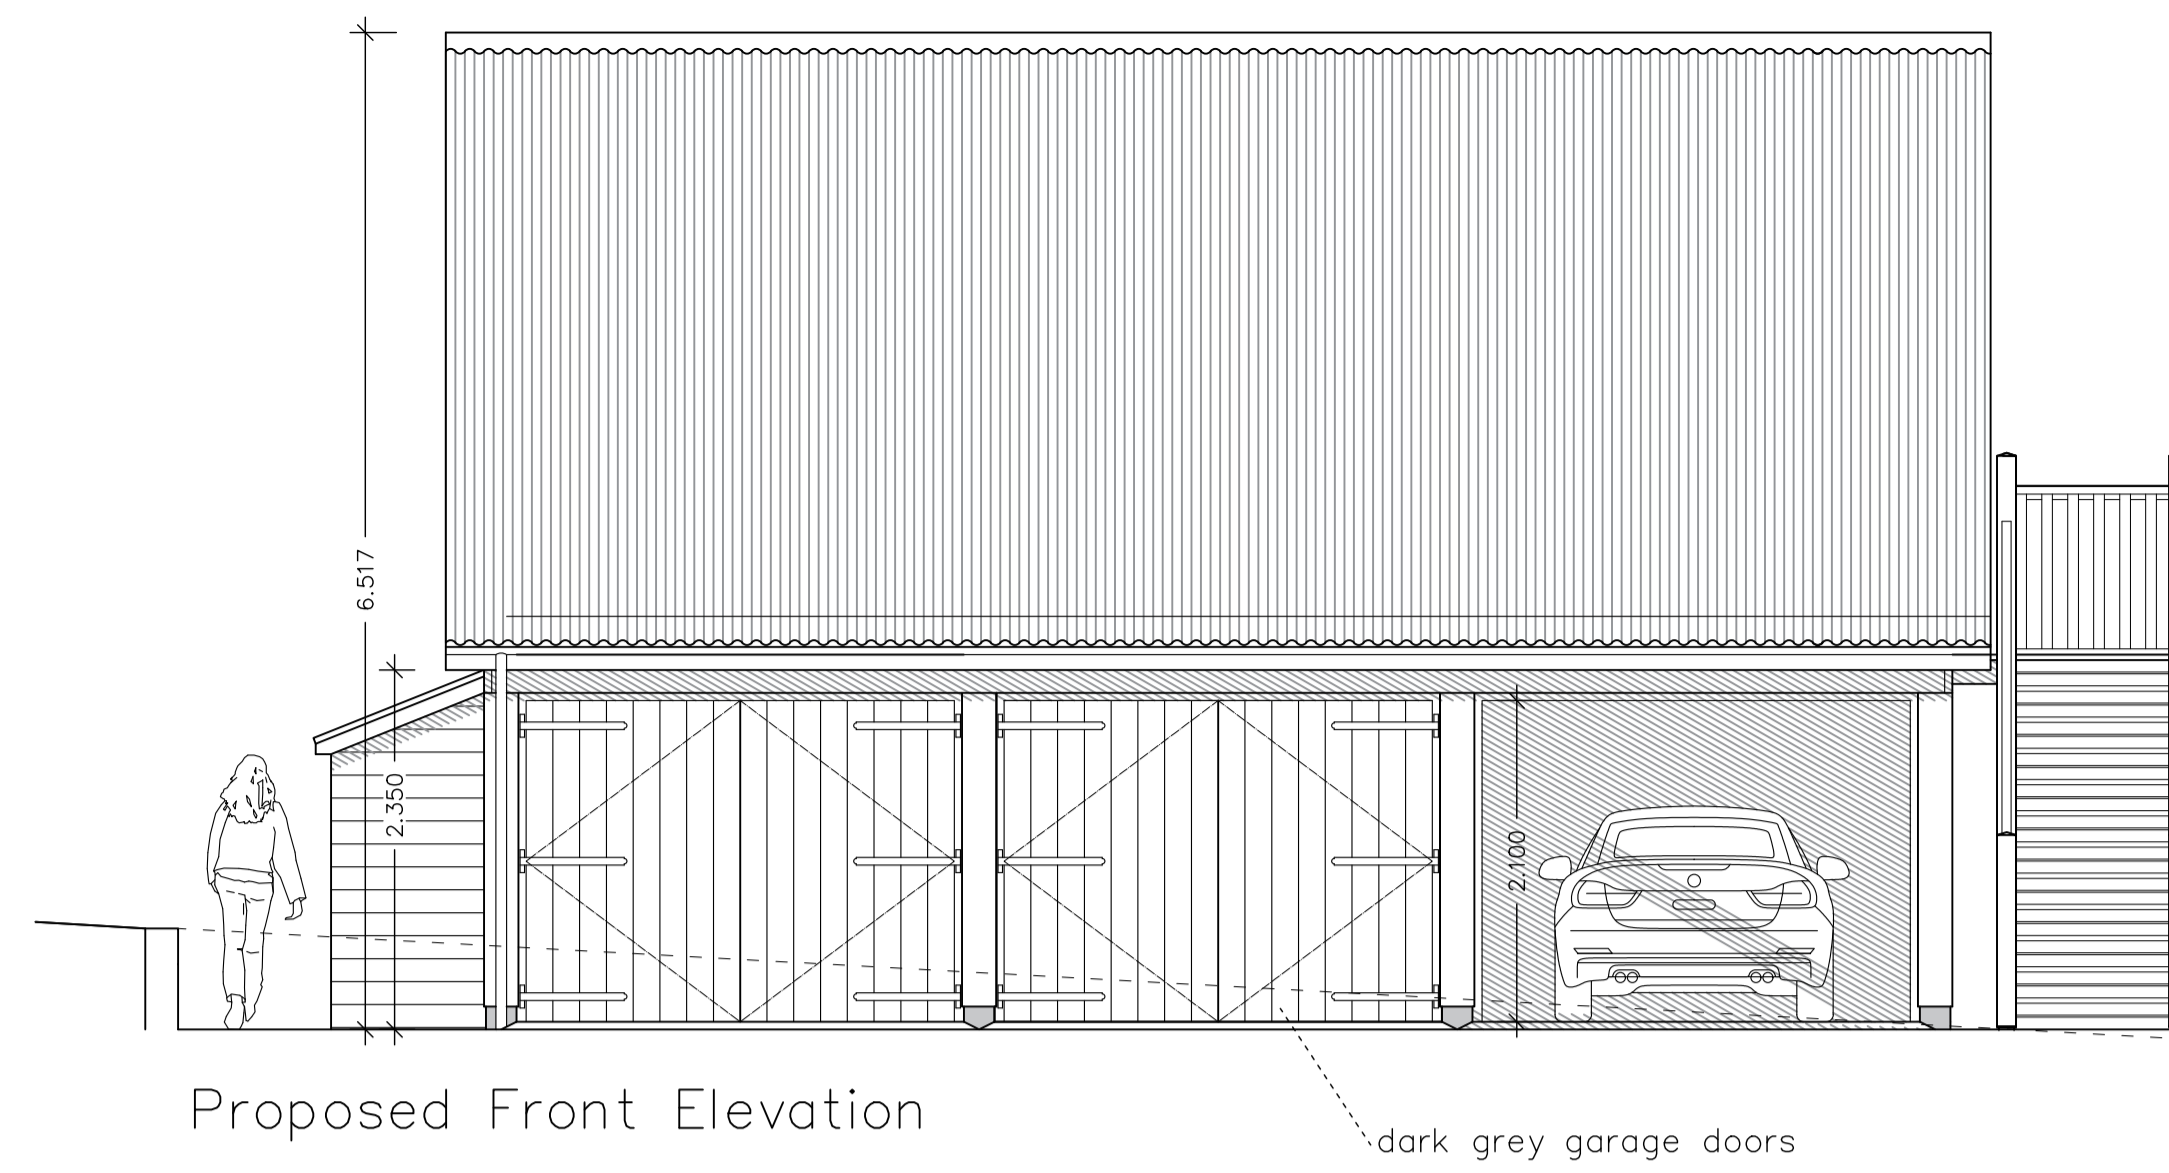 6.517
2.350
2.100
Proposed Front Elevation
dark grey garage doors